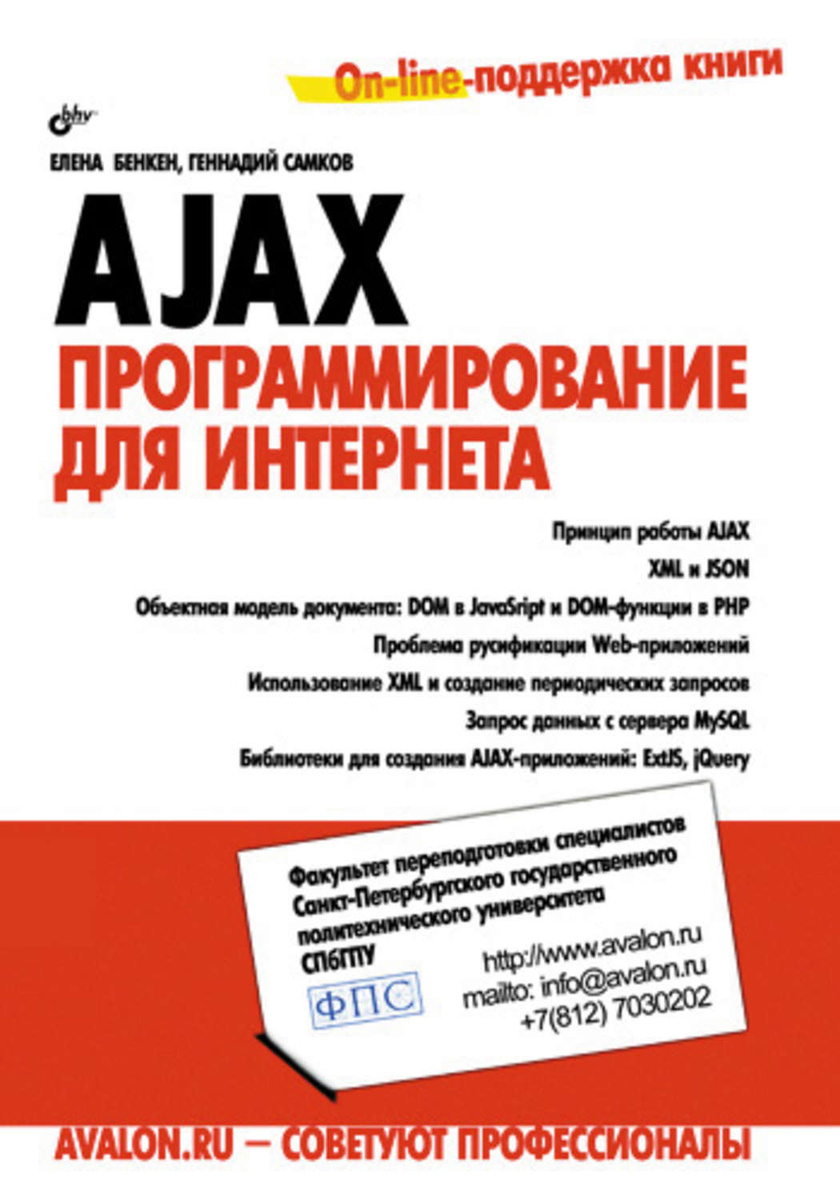 On-line-поддержка книги
bhv
ЕЛЕНА БЕНКЕН, ГЕННАДИЙ САМКОВ
AJAX
ПРОГРАММИРОВАНИЕ
ДЛЯ ИНТЕРНЕТА
Принцип работы AJAX
XML и JSON
Объектная модель документа: DOM в JavaSript и DOM-функции в PHP
Проблема русификации Web-приложений
Использование XML и создание периодических запросов
Запрос данных с сервера MySQL
Библиотеки для создания AJAX-приложений: ExtJS, jQuery
Факультет переподготовки специалистов
Санкт-Петербургского государственного
политехнического университета
СПбГПУ
ФПС
http://www.avalon.ru
mailto: info@avalon.ru
+7(812) 7030202
AVALON.RU — СОВЕТУЮТ ПРОФЕССИОНАЛЫ